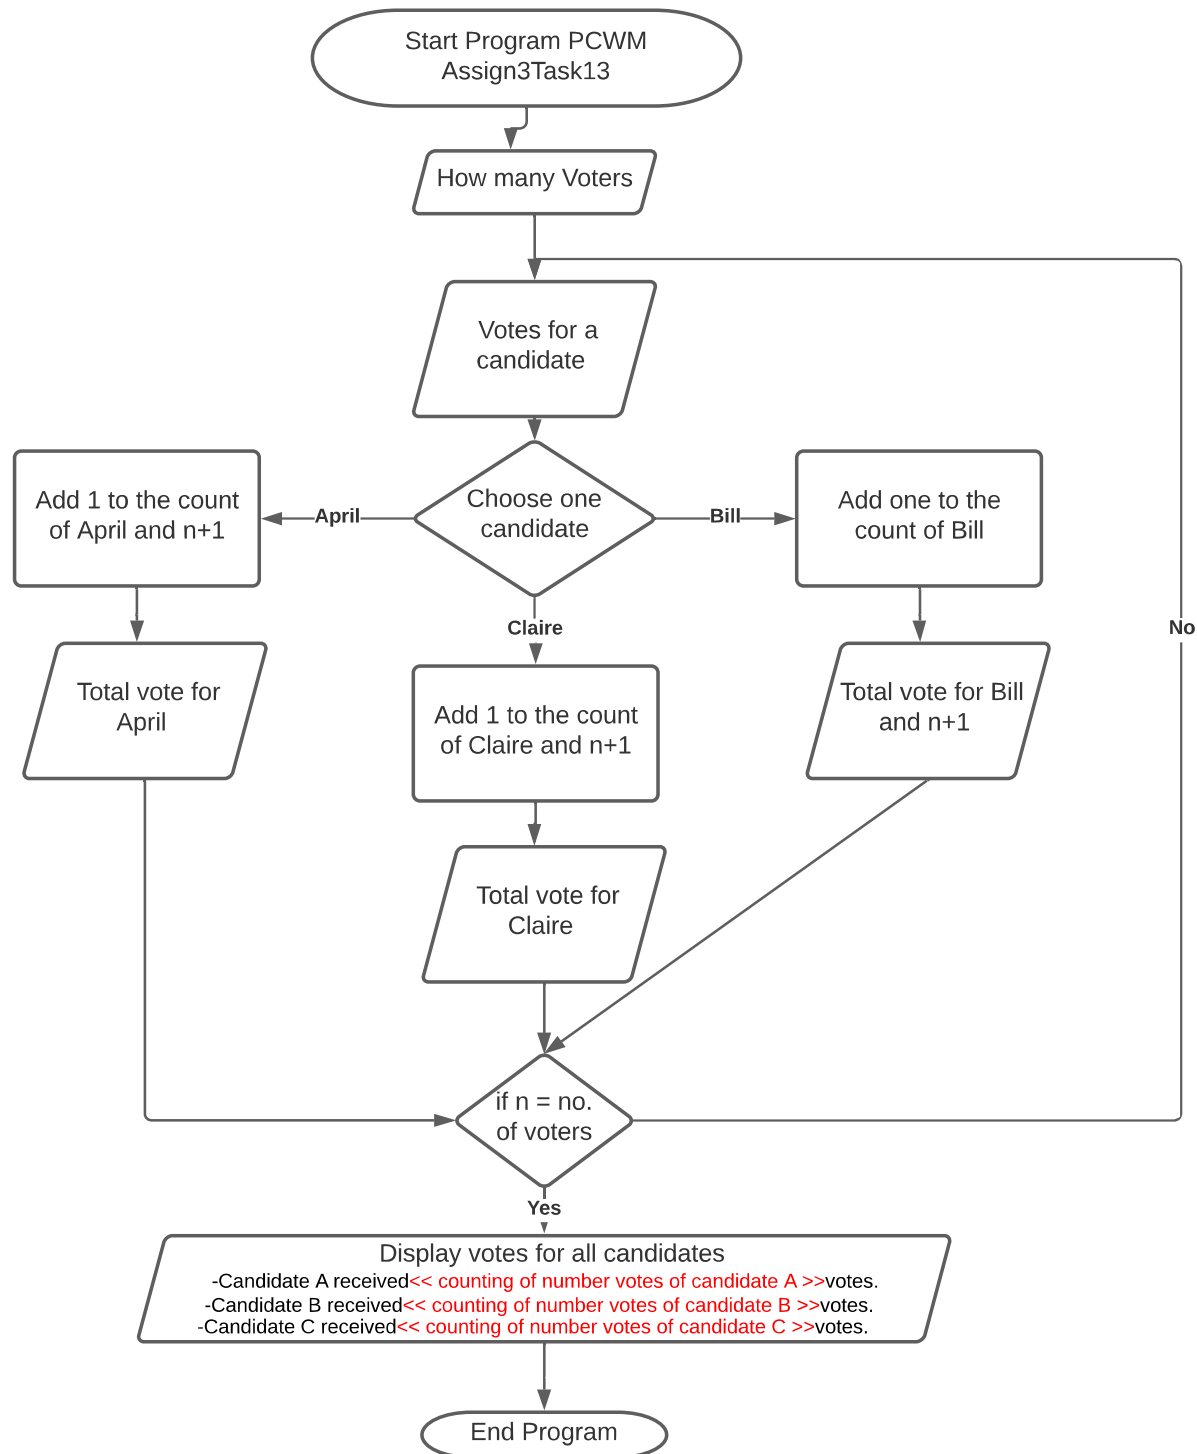 Start Program PCWM
Assign3Task13
How many Voters
Votes for a
candidate
Choose one
candidate
April
Bill
Claire
Add 1 to the count
of April and n+1
Add one to the
count of Bill
Total vote for
April
Add 1 to the count
of Claire and n+1
Total vote for Bill
and n+1
No
Total vote for
Claire
if n = no.
of voters
Yes
Display votes for all candidates
-Candidate A received<< counting of number votes of candidate A >>votes.
-Candidate B received<< counting of number votes of candidate B >>votes.
-Candidate C received<< counting of number votes of candidate C >>votes.
End Program